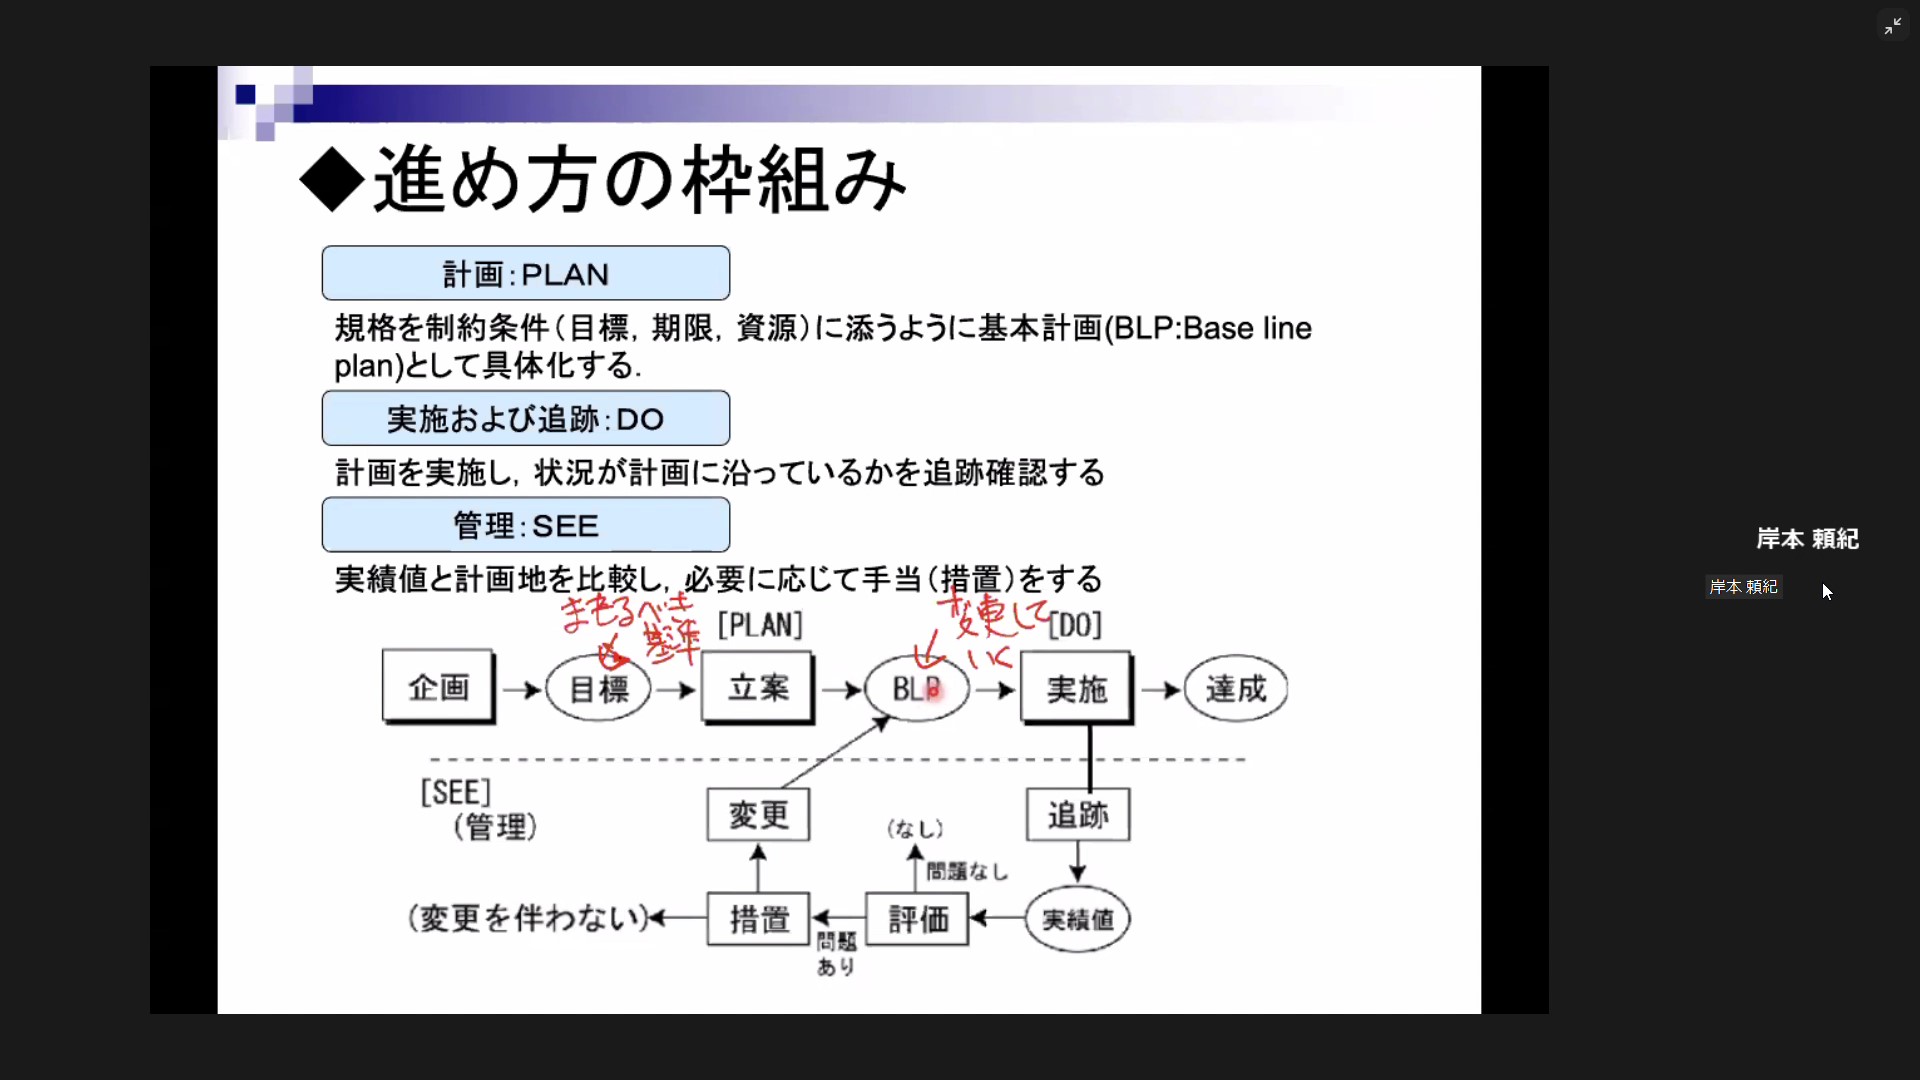 ◆進め方の枠組み
計画:PLAN
規格を制約条件(目標, 期限, 資源)に添うように基本計画(BLP:Base line
plan)として具体化する.
実施および追跡:DO
計画を実施し, 状況が計画に沿っているかを追跡確認する
管理:SEE
実績値と計画地を比較し, 必要に応じて手当(措置)をする
べき
基準
[PLAN]
変更して
いく
[DO]
企画
目標
立案
BLP
実施
達成
[SEE]
(管理)
変更
(なし)
問題なし
追跡
(変更を伴わない)
措置
問題
あり
評価
実績値
岸本 頼紀
岸本 頼紀